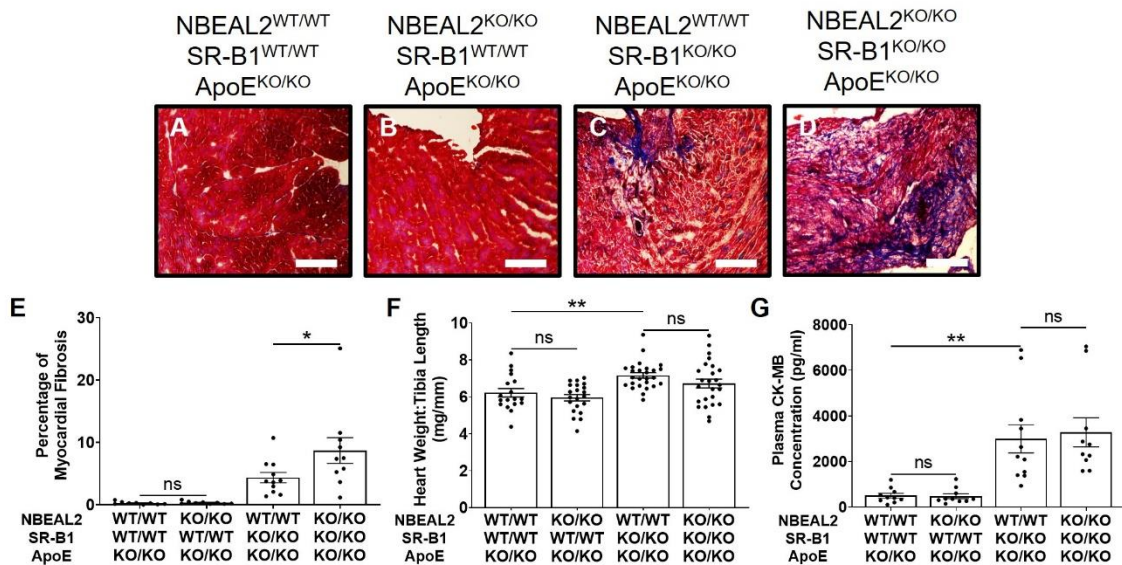 NBEAL2WT/WT NBEAL2KO/KO NBEAL2WT/WT NBEAL2KO/KO
SR-B1WT/WT SR-B1WT/WT SR-B1KO/KO SR-B1KO/KO
ApoEKO/KO ApoEKO/KO ApoEKO/KO ApoEKO/KO
A B C D
E
Percentage of
Myocardial Fibrosis
30
20
10
0
ns
*
NBEAL2 WT/WT KO/KO WT/WT KO/KO
SR-B1 WT/WT WT/WT KO/KO KO/KO
ApoE KO/KO KO/KO KO/KO KO/KO
F
Heart Weight:Tibia Length
(mg/mm)
10
8
6
4
2
0
**
ns
ns
NBEAL2 WT/WT KO/KO WT/WT KO/KO
SR-B1 WT/WT WT/WT KO/KO KO/KO
ApoE KO/KO KO/KO KO/KO KO/KO
G
Plasma CK-MB
Concentration (pg/ml)
8000
6000
4000
2000
0
ns
**
ns
NBEAL2 WT/WT KO/KO WT/WT KO/KO
SR-B1 WT/WT WT/WT KO/KO KO/KO
ApoE KO/KO KO/KO KO/KO KO/KO